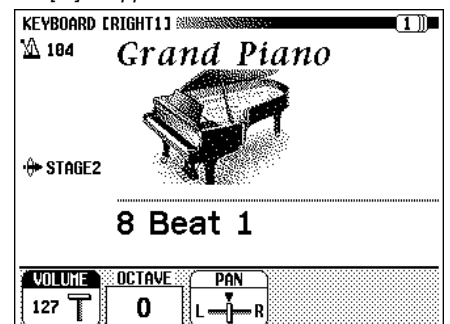 KEYBOARD [RIGHT1] 1
104
Grand Piano
STAGE2
8 Beat 1
VOLUME OCTAVE PAN
127 0 L R